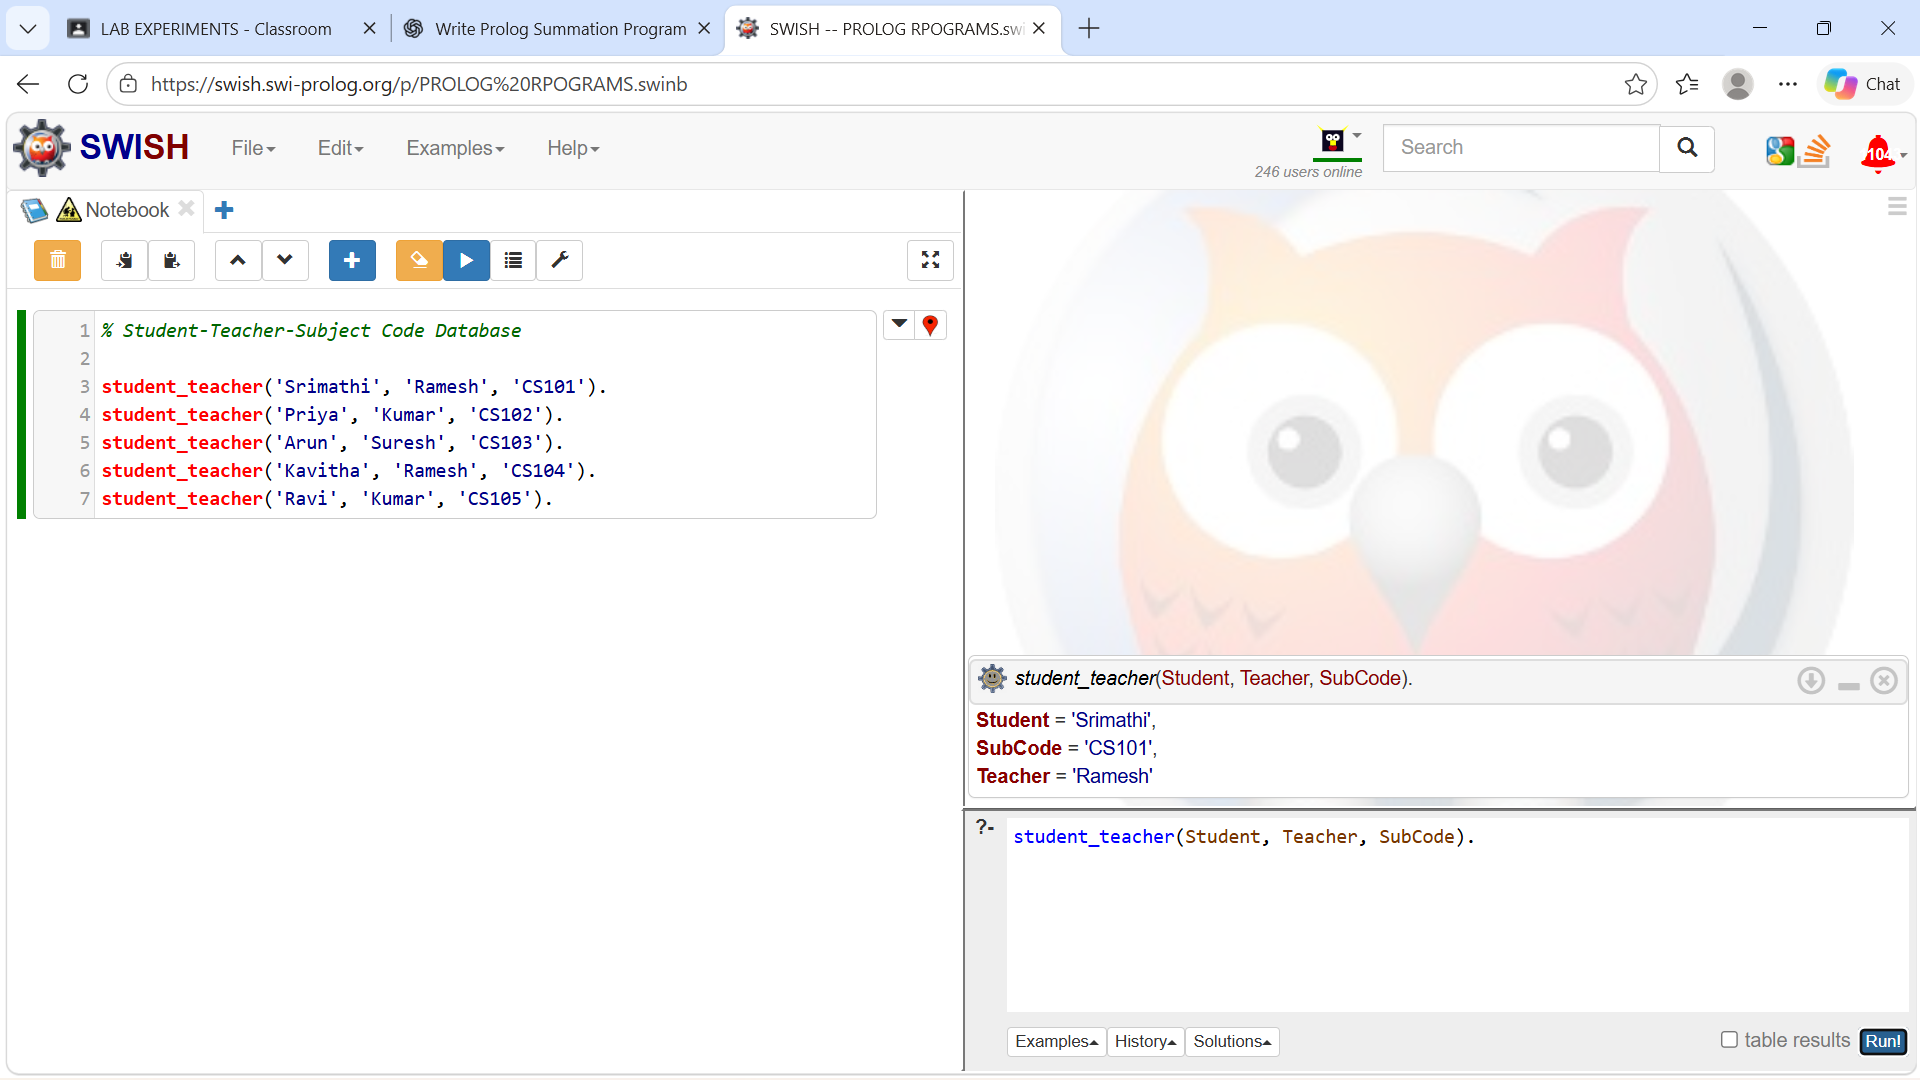 LAB EXPERIMENTS - Classroom
Write Prolog Summation Program
SWISH -- PROLOG RPOGRAMS.swi
https://swish.swi-prolog.org/p/PROLOG%20RPOGRAMS.swinb
Chat
SWISH
File
Edit
Examples
Help
246 users online
Search
104
Notebook
1 % Student-Teacher-Subject Code Database
2
3 student_teacher('Srimathi', 'Ramesh', 'CS101').
4 student_teacher('Priya', 'Kumar', 'CS102').
5 student_teacher('Arun', 'Suresh', 'CS103').
6 student_teacher('Kavitha', 'Ramesh', 'CS104').
7 student_teacher('Ravi', 'Kumar', 'CS105').
student_teacher(Student, Teacher, SubCode).
Student = 'Srimathi',
SubCode = 'CS101',
Teacher = 'Ramesh'
?- student_teacher(Student, Teacher, SubCode).
Examples
History
Solutions
table results
Run!